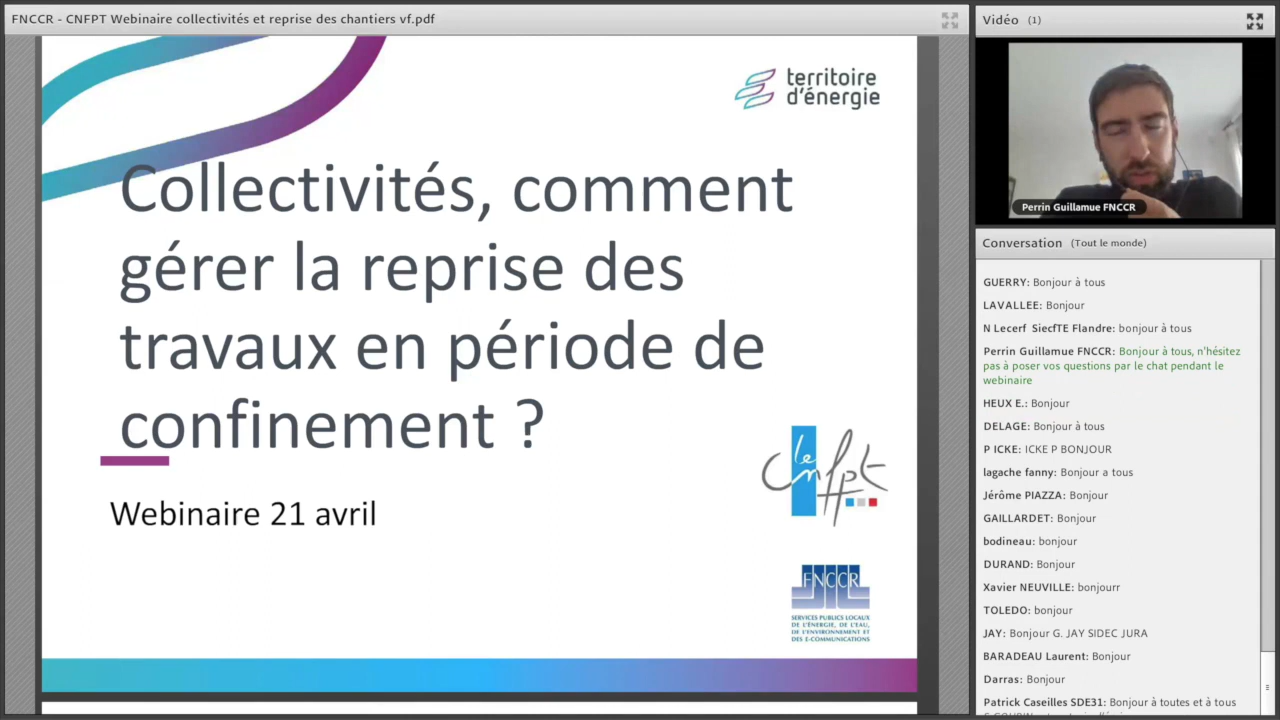 FNCCR - CNFPT Webinaire collectivités et reprise des chantiers vf.pdf
territoire
d'énergie
Collectivités, comment
gérer la reprise des
travaux en période de
confinement ?
Webinaire 21 avril
le
cnfpt
FNCCR
SERVICES PUBLICS LOCAUX
DE L'ÉNERGIE, DE L'EAU,
DE L'ENVIRONNEMENT ET
DES E-COMMUNICATIONS
Vidéo (1)
Perrin Guillamue FNCCR
Conversation (Tout le monde)
GUERRY: Bonjour à tous
LAVALLEE: Bonjour
N Lecerf SiecfTE Flandre: bonjour à tous
Perrin Guillamue FNCCR: Bonjour à tous, n'hésitez
pas à poser vos questions par le chat pendant le
webinaire
HEUX E.: Bonjour
DELAGE: Bonjour à tous
P ICKE: ICKE P BONJOUR
lagache fanny: Bonjour a tous
Jérôme PIAZZA: Bonjour
GAILLARDET: Bonjour
bodineau: bonjour
DURAND: Bonjour
Xavier NEUVILLE: bonjourr
TOLEDO: bonjour
JAY: Bonjour G. JAY SIDEC JURA
BARADEAU Laurent: Bonjour
Darras: Bonjour
Patrick Caseilles SDE31: Bonjour à toutes et à tous